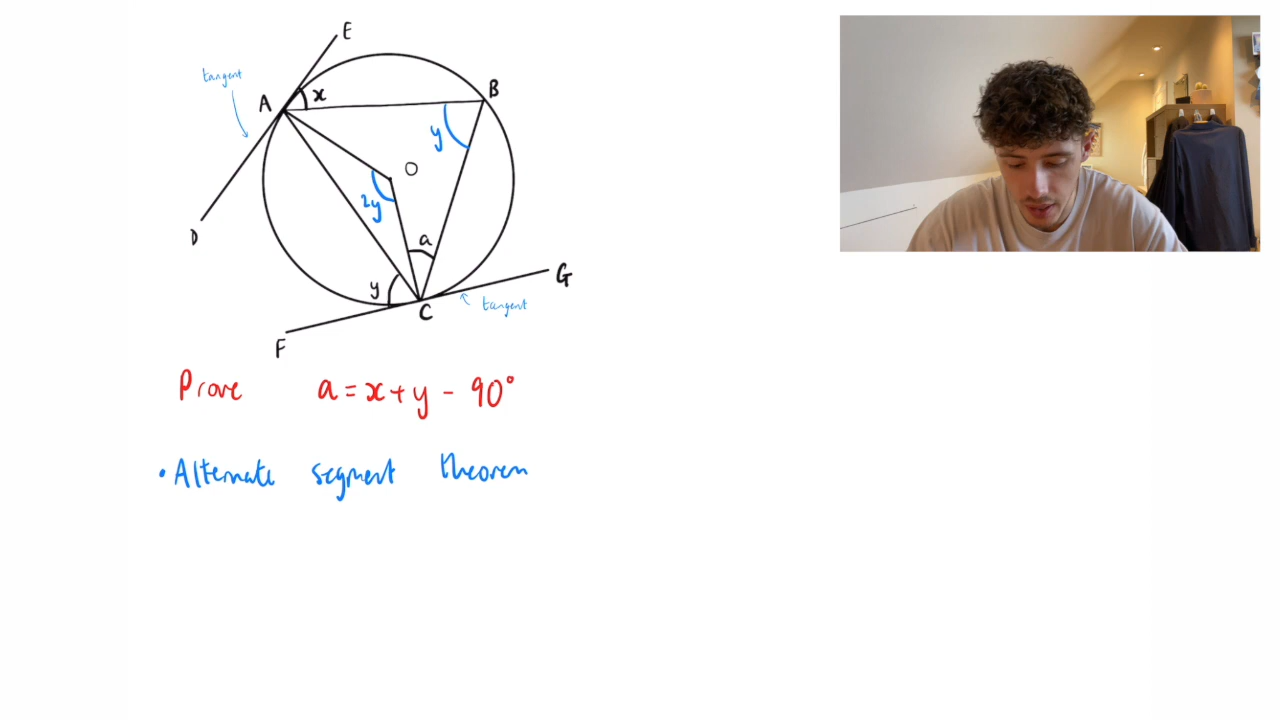 E
tangent
A
x
B
y
O
2y
D
a
y
G
C
tangent
F
Prove a = x + y - 90°
• Alternate segment theorem